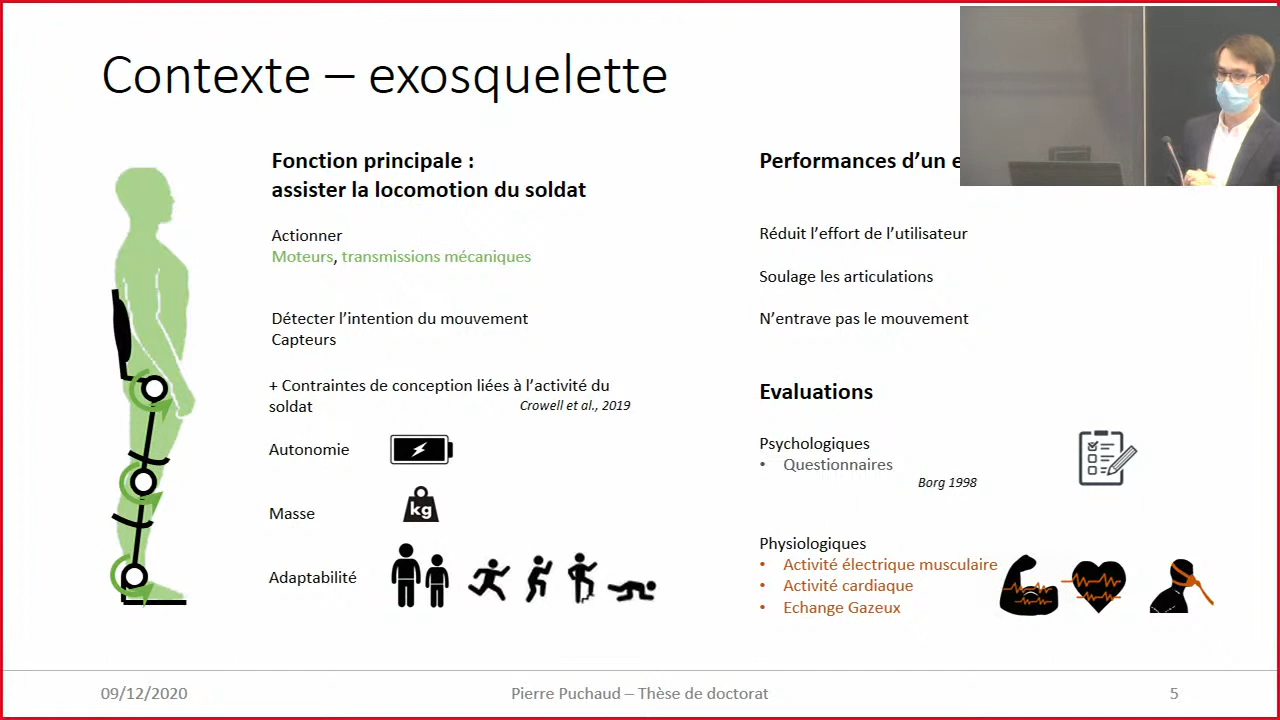 Contexte – exosquelette
Fonction principale :
assister la locomotion du soldat
Actionner
Moteurs, transmissions mécaniques
Détecter l’intention du mouvement
Capteurs
+ Contraintes de conception liées à l’activité du
soldat
Crowell et al., 2019
Autonomie
Masse
kg
Adaptabilité
Performances d’un e
Réduit l’effort de l’utilisateur
Soulage les articulations
N’entrave pas le mouvement
Evaluations
Psychologiques
• Questionnaires
Borg 1998
Physiologiques
• Activité électrique musculaire
• Activité cardiaque
• Echange Gazeux
09/12/2020
Pierre Puchaud – Thèse de doctorat
5